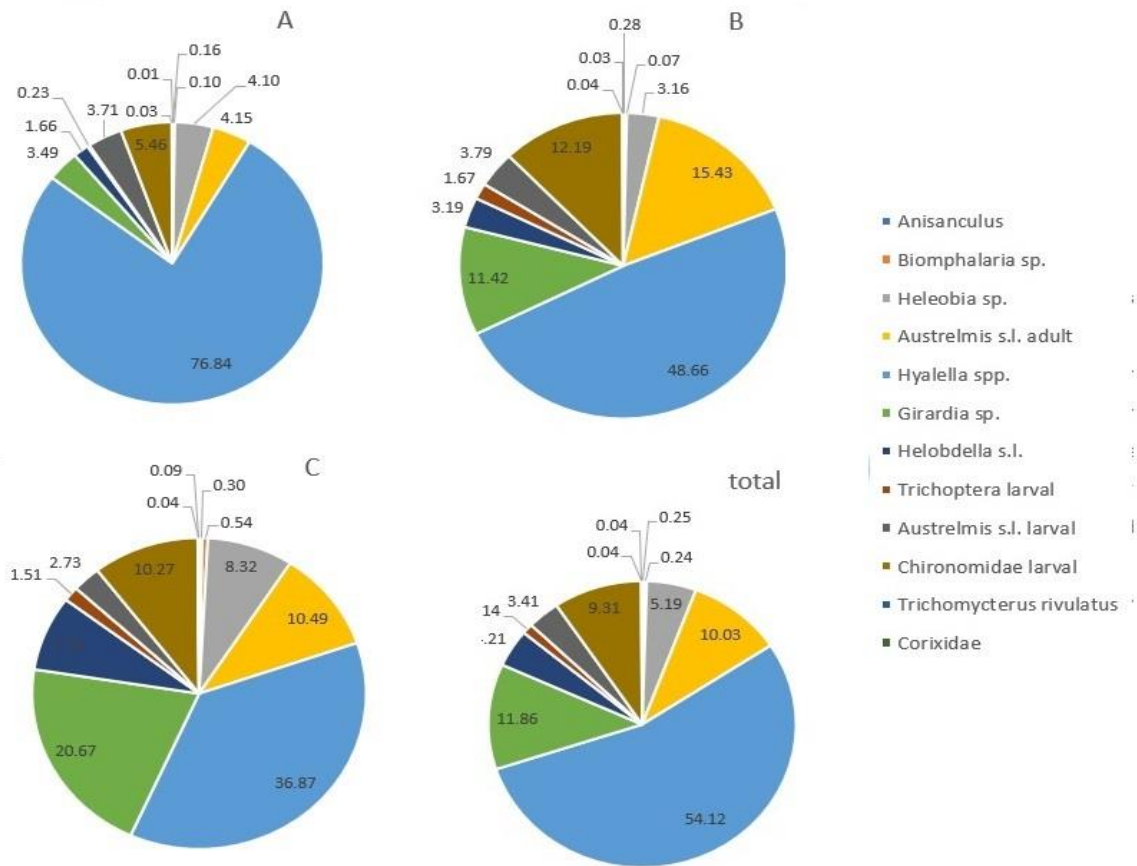 A
0.16
0.01
0.10
4.10
0.23
3.71
0.03
4.15
1.66
5.46
3.49
76.84
B
0.28
0.03
0.07
0.04
3.16
12.19
3.79
15.43
1.67
3.19
11.42
48.66
C
0.09
0.30
0.04
0.54
2.73
10.27
8.32
1.51
10.49
20.67
36.87
total
0.04
0.25
0.04
0.24
3.41
9.31
5.19
14
10.03
.21
11.86
54.12
Anisanculus
Biomphalaria sp.
Heleobia sp.
Austrelmis s.l. adult
Hyalella spp.
Girardia sp.
Helobdella s.l.
Trichoptera larval
Austrelmis s.l. larval
Chironomidae larval
Trichomycterus rivulatus
Corixidae